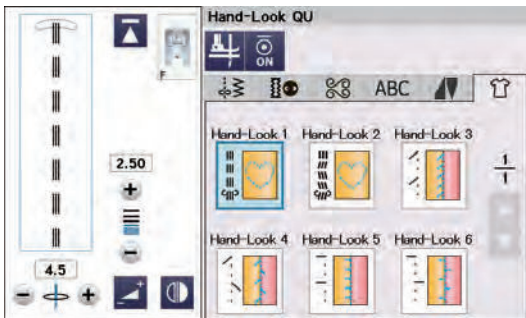 Hand-Look QU
F
ON
ABC
2.50
4.5
Hand-Look 1
Hand-Look 2
Hand-Look 3
1
1
Hand-Look 4
Hand-Look 5
Hand-Look 6